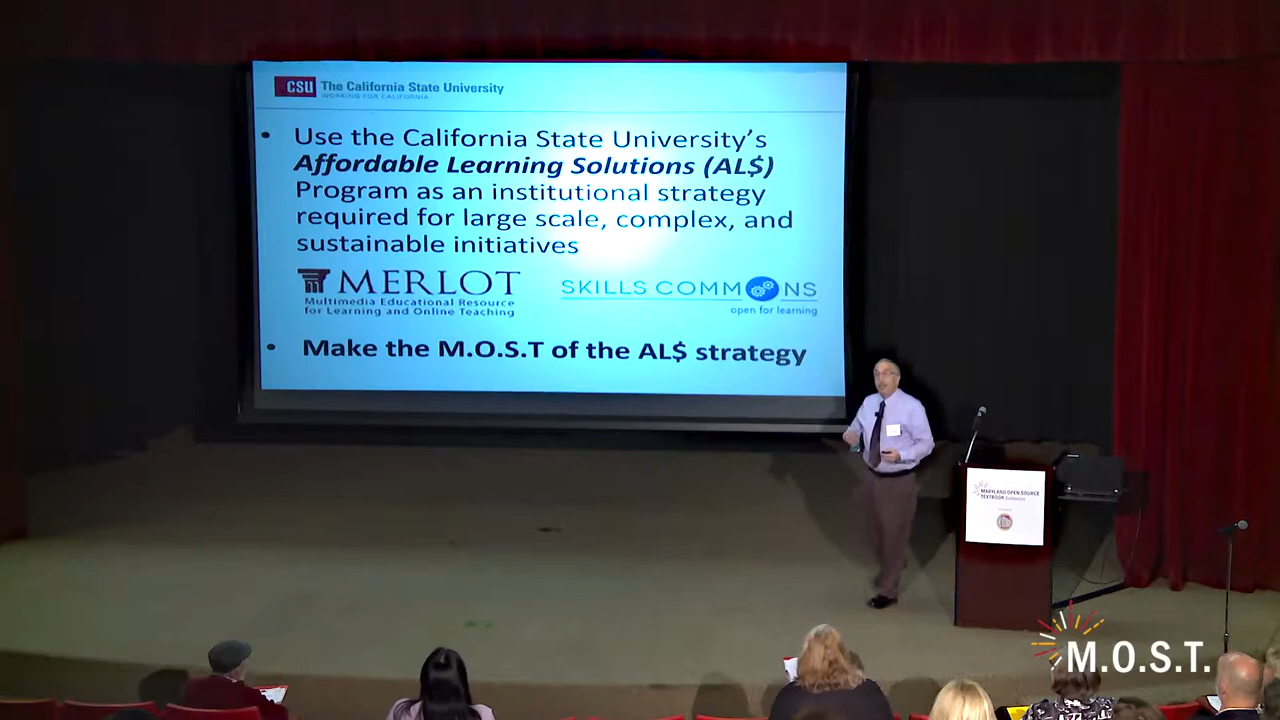 CSU The California State University
WORKING FOR CALIFORNIA
• Use the California State University's
Affordable Learning Solutions (AL$)
Program as an institutional strategy
required for large scale, complex, and
sustainable initiatives
MERLOT
Multimedia Educational Resource
for Learning and Online Teaching
SKILLS COMMONS
open for learning
• Make the M.O.S.T of the AL$ strategy
MARYLAND OPEN SOURCE
TEXTBOOK Initiative
M.O.S.T.